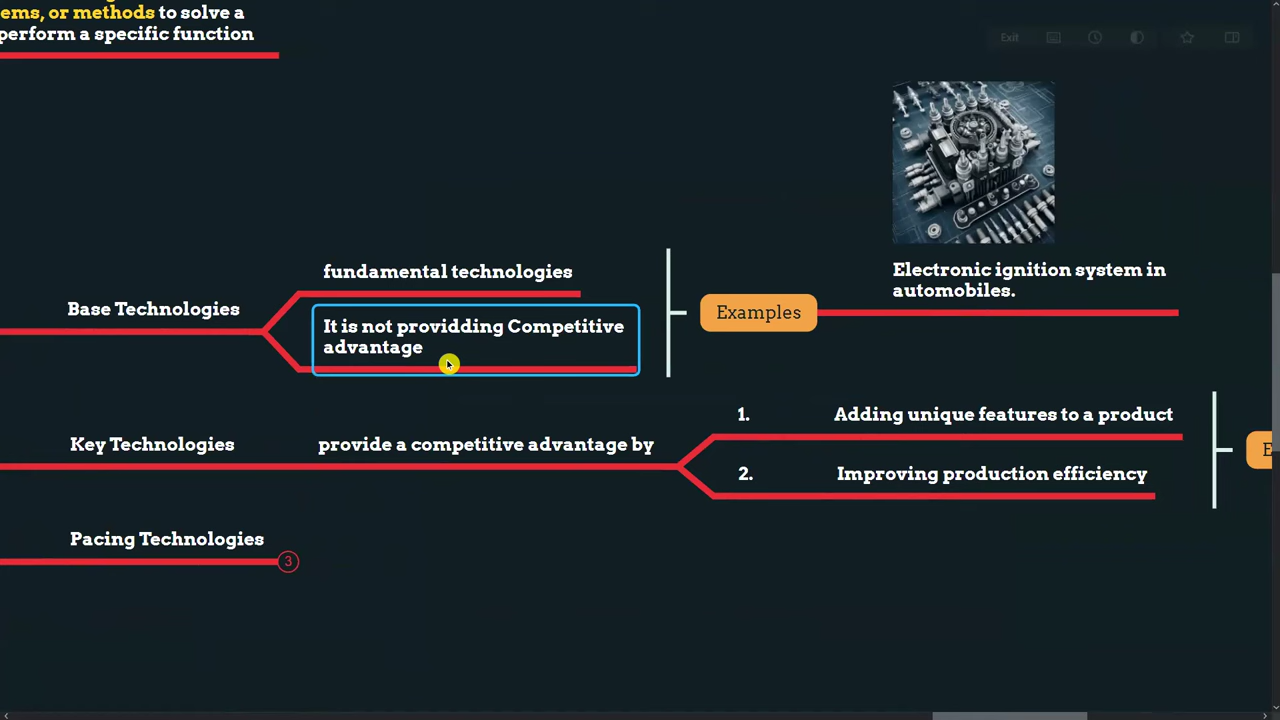 ems, or methods to solve a
perform a specific function
Exit
Electronic ignition system in
automobiles.
fundamental technologies
Base Technologies
It is not providding Competitive
advantage
Examples
Key Technologies
provide a competitive advantage by
1. Adding unique features to a product
2. Improving production efficiency
E
Pacing Technologies
3